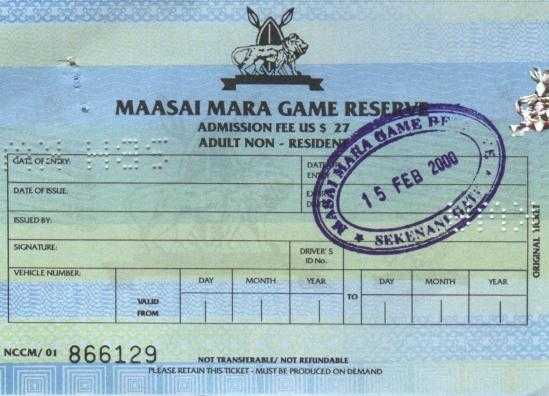 MAASAI MARA GAME RESERVE
ADMISSION FEE US $ 27
ADULT NON - RESIDENT
GATE OF ENTRY:
DATE
DATE OF ISSUE:
ISSUED BY:
SIGNATURE:
DRIVER'S
ID No.
VEHICLE NUMBER:
DAY MONTH YEAR TO DAY MONTH YEAR
VALID
FROM
MAASAI MARA GAME RE
15 FEB 2000
SEKENANI GATE
ORIGINAL
NCCM/ 01 866129
NOT TRANSFERABLE/ NOT REFUNDABLE
PLEASE RETAIN THIS TICKET - MUST BE PRODUCED ON DEMAND